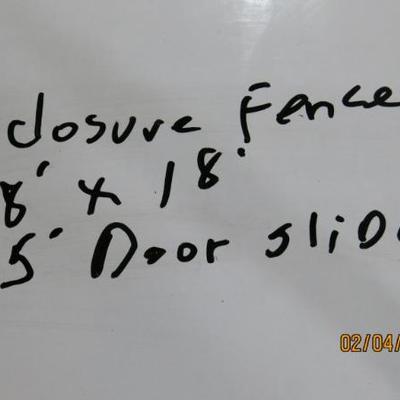 closure Fence
8' x 18'
5' Door sliD
02/04/